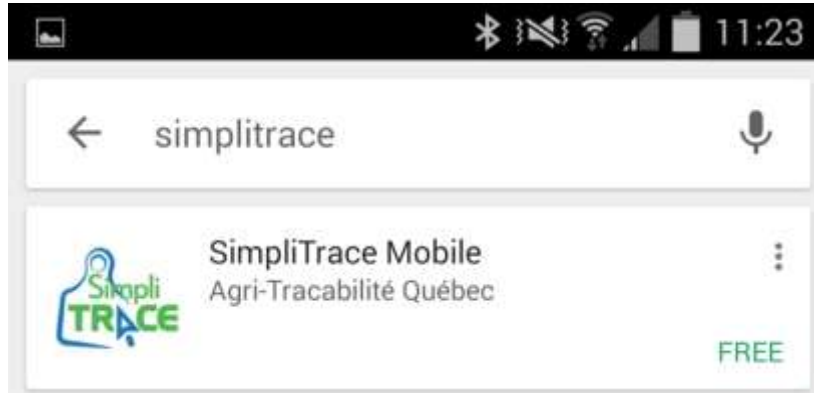 11:23
simplitrace
SimpliTrace Mobile
Simpli
TRACE
Agri-Tracabilité Québec
FREE